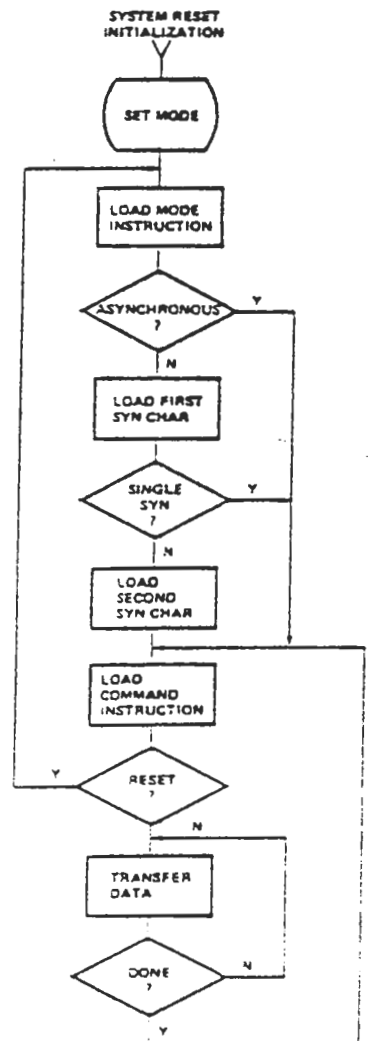 SYSTEM RESET
INITIALIZATION
SET MODE
LOAD MODE
INSTRUCTION
ASYNCHRONOUS
?
Y
N
LOAD FIRST
SYN CHAR
SINGLE
SYN
?
Y
N
LOAD
SECOND
SYN CHAR
LOAD
COMMAND
INSTRUCTION
Y
RESET
?
N
TRANSFER
DATA
DONE
?
N
Y